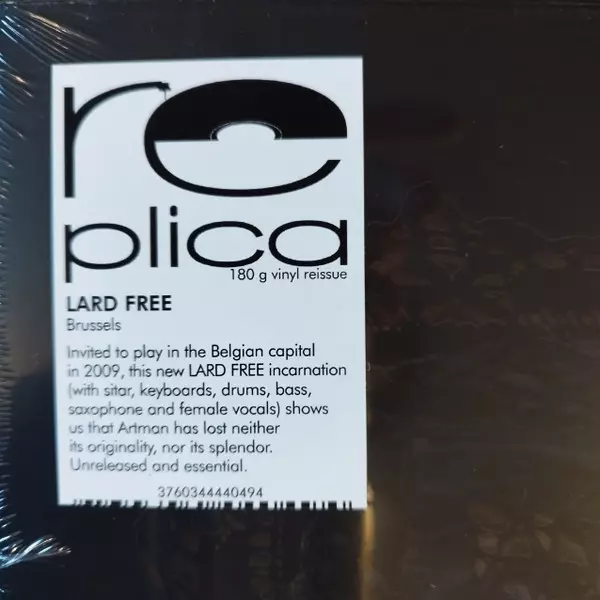 re
plica
180 g vinyl reissue
LARD FREE
Brussels
Invited to play in the Belgian capital
in 2009, this new LARD FREE incarnation
(with sitar, keyboards, drums, bass,
saxophone and female vocals) shows
us that Artman has lost neither
its originality, nor its splendor.
Unreleased and essential.
3760344440494